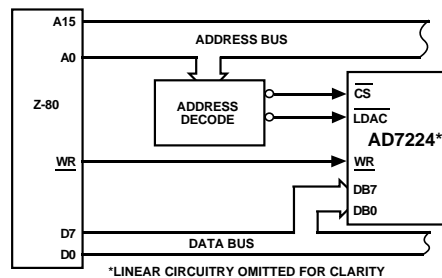 A15
ADDRESS BUS
A0
Z-80
ADDRESS
DECODE
CS
LDAC
AD7224*
WR
WR
DB7
DB0
D7
DATA BUS
D0
*LINEAR CIRCUITRY OMITTED FOR CLARITY